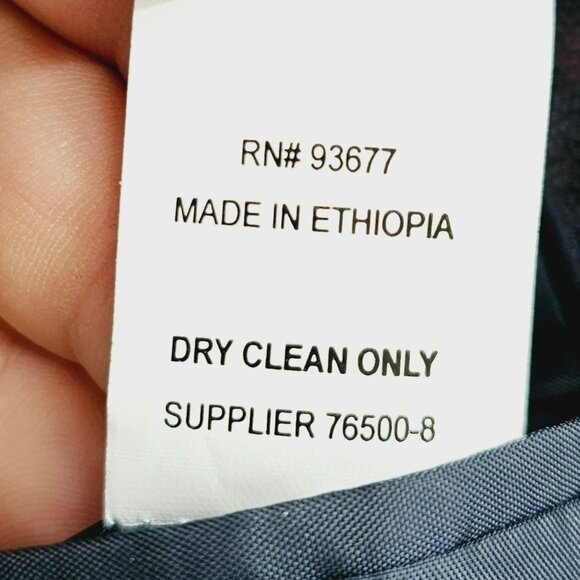 RN# 93677
MADE IN ETHIOPIA
DRY CLEAN ONLY
SUPPLIER 76500-8